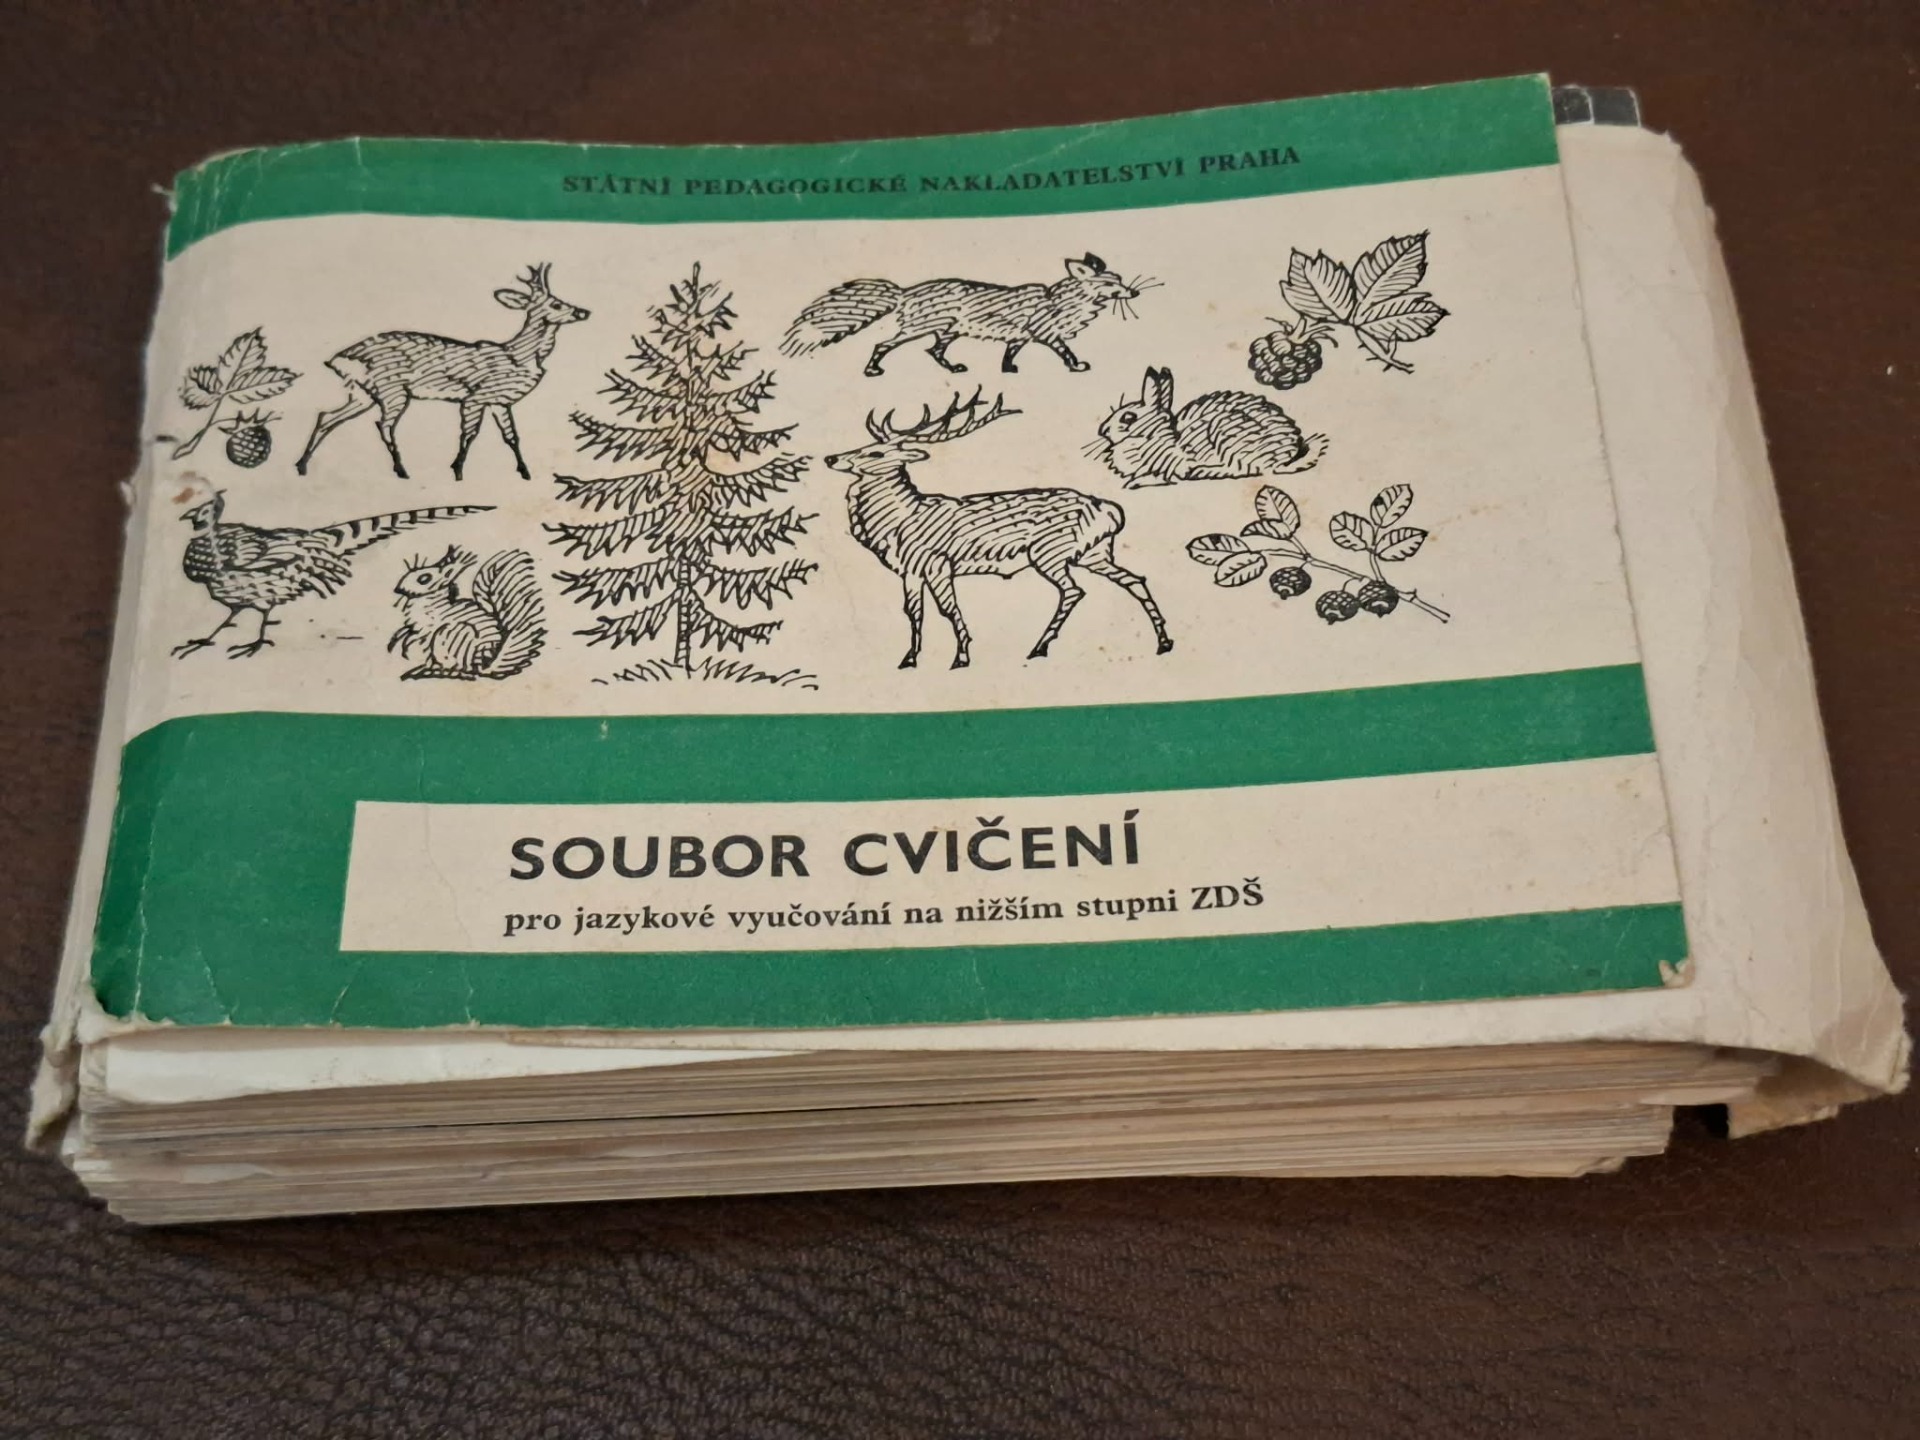 STÁTNÍ PEDAGOGICKÉ NAKLADATELSTVÍ PRAHA
SOUBOR CVIČENÍ
pro jazykové vyučování na nižším stupni ZDŠ